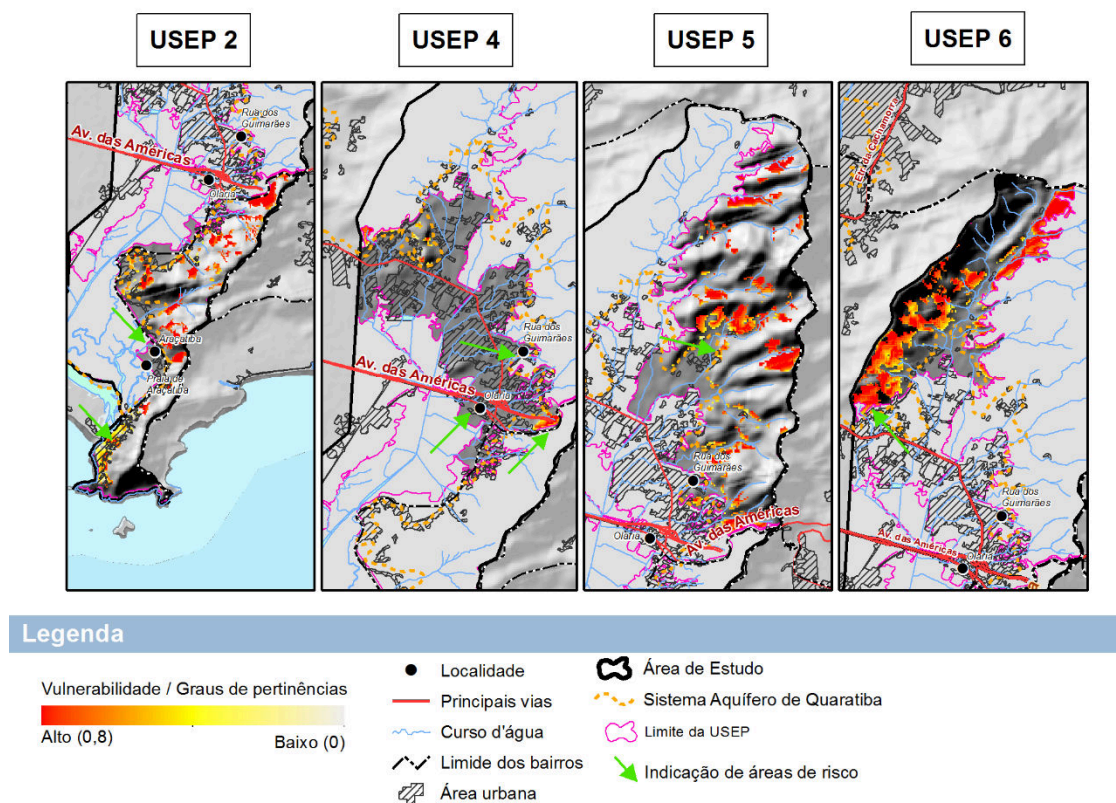 USEP 2
USEP 4
USEP 5
USEP 6
Rua dos
Guimarães
Av. das Américas
Olaria
Araçatiba
Praia de
Araçatiba
Rua dos
Guimarães
Av. das Américas
Olaria
Rua dos
Guimarães
Olaria
Av. das Américas
Etr. da Cachamorra
Rua dos
Guimarães
Av. das Américas
Olaria
Legenda
Vulnerabilidade / Graus de pertinências
Alto (0,8)
Baixo (0)
Localidade
Principais vias
Curso d'água
Limide dos bairros
Área urbana
Área de Estudo
Sistema Aquífero de Quaratiba
Limite da USEP
Indicação de áreas de risco